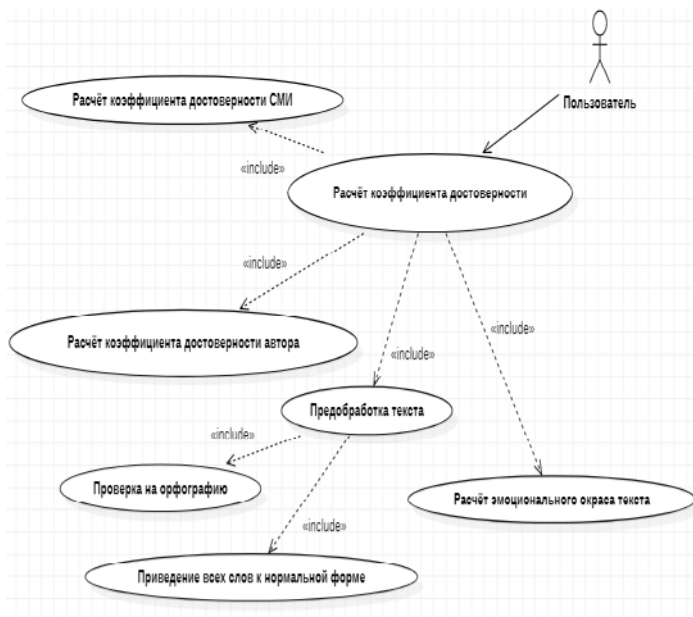 Пользователь
Расчёт коэффициента достоверности СМИ
«include»
Расчёт коэффициента достоверности
«include»
Расчёт коэффициента достоверности автора
«include»
«include»
Предобработка текста
«include»
Проверка на орфографию
Расчёт эмоционального окраса текста
«include»
Приведение всех слов к нормальной форме